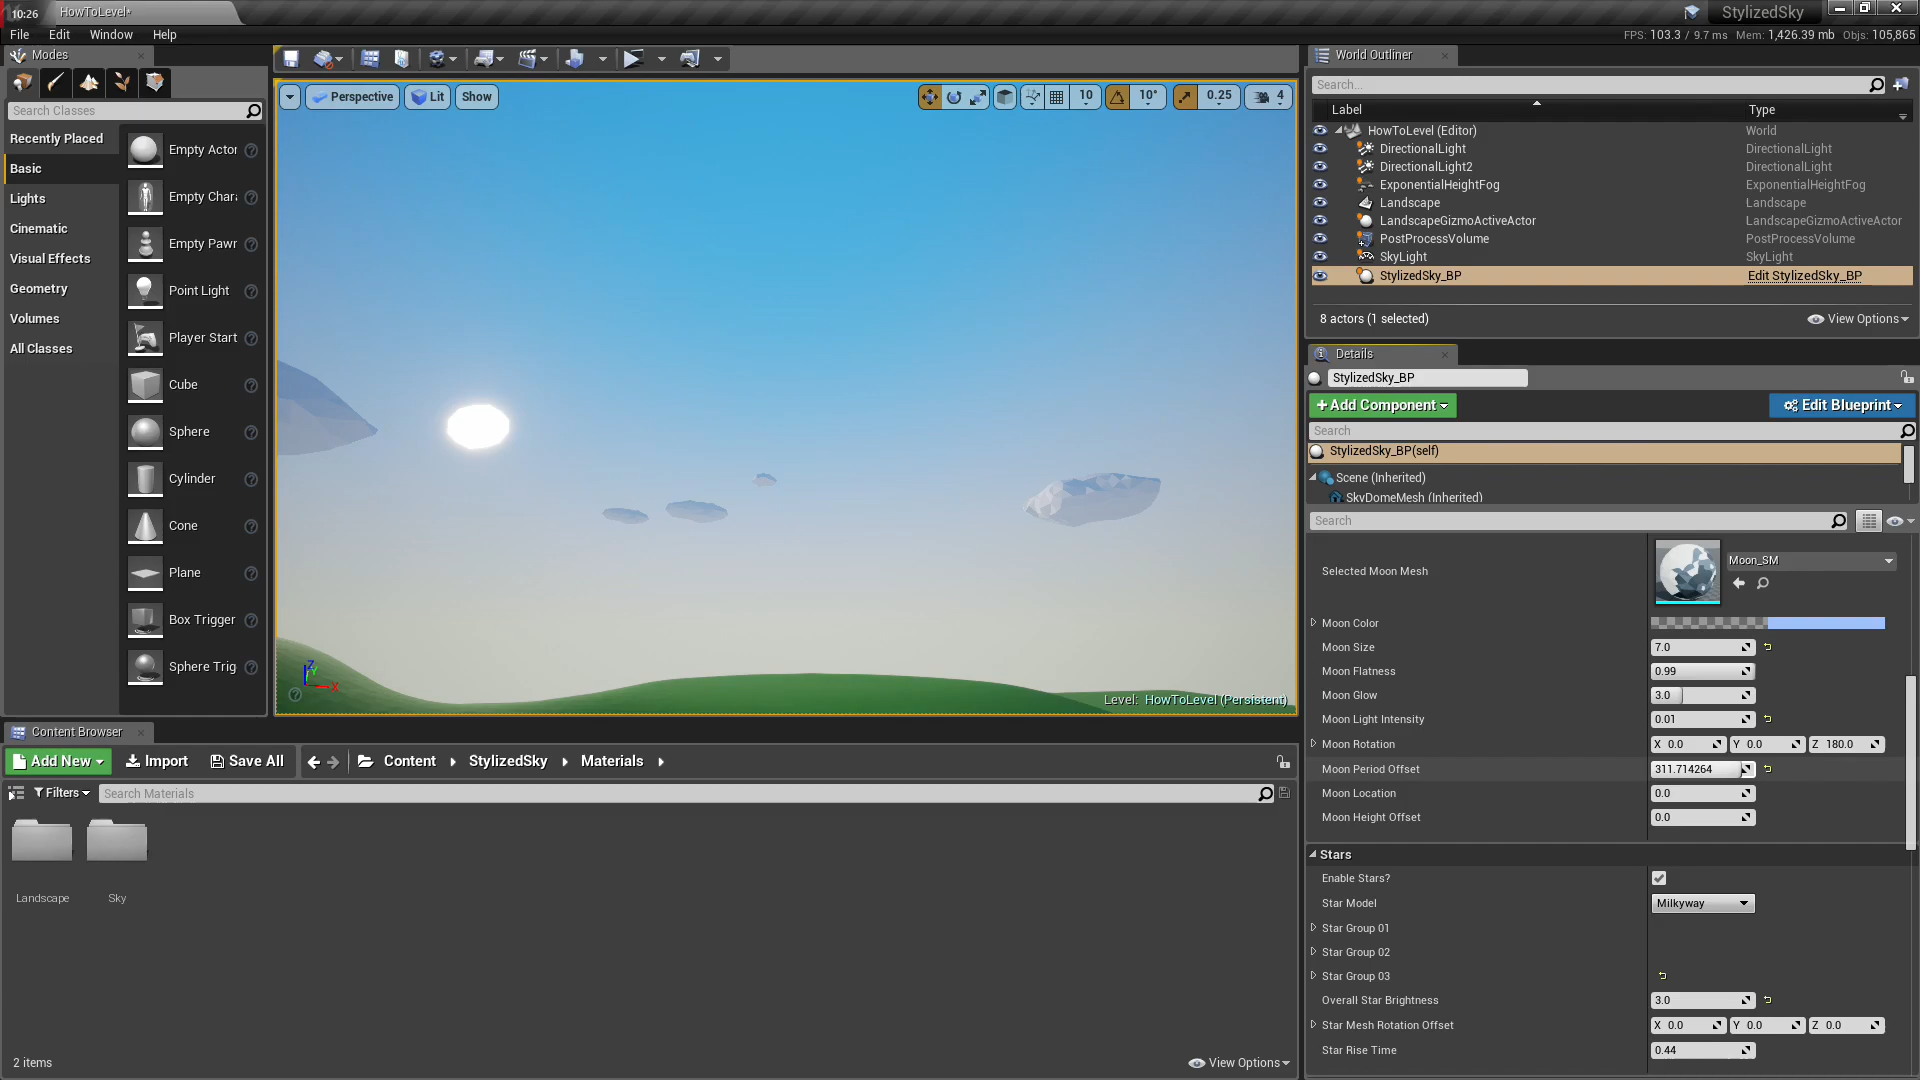 10:26
HowToLevel*
StylizedSky
File Edit Window Help
FPS: 103.3 / 9.7 ms Mem: 1,426.39 mb Objs: 105,865
Modes
Search Classes
Recently Placed
Basic
Lights
Cinematic
Visual Effects
Geometry
Volumes
All Classes
Empty Actor
Empty Chara
Empty Pawn
Point Light
Player Start
Cube
Sphere
Cylinder
Cone
Plane
Box Trigger
Sphere Trig
Perspective Lit Show
10 10° 0.25 4
Z
Y
X
Level: HowToLevel (Persistent)
World Outliner
Search...
Label Type
HowToLevel (Editor) World
DirectionalLight DirectionalLight
DirectionalLight2 DirectionalLight
ExponentialHeightFog ExponentialHeightFog
Landscape Landscape
LandscapeGizmoActiveActor LandscapeGizmoActiveActor
PostProcessVolume PostProcessVolume
SkyLight SkyLight
StylizedSky_BP Edit StylizedSky_BP
8 actors (1 selected) View Options
Details
StylizedSky_BP
+Add Component Edit Blueprint
Search
StylizedSky_BP(self)
Scene (Inherited)
SkyDomeMesh (Inherited)
Search
Selected Moon Mesh Moon_SM
Moon Color
Moon Size 7.0
Moon Flatness 0.99
Moon Glow 3.0
Moon Light Intensity 0.01
Moon Rotation X 0.0 Y 0.0 Z 180.0
Moon Period Offset 311.714264
Moon Location 0.0
Moon Height Offset 0.0
Stars
Enable Stars?
Star Model Milkyway
Star Group 01
Star Group 02
Star Group 03
Overall Star Brightness 3.0
Star Mesh Rotation Offset X 0.0 Y 0.0 Z 0.0
Star Rise Time 0.44
Content Browser
Add New Import Save All Content StylizedSky Materials
Filters Search Materials
Landscape Sky
2 items View Options